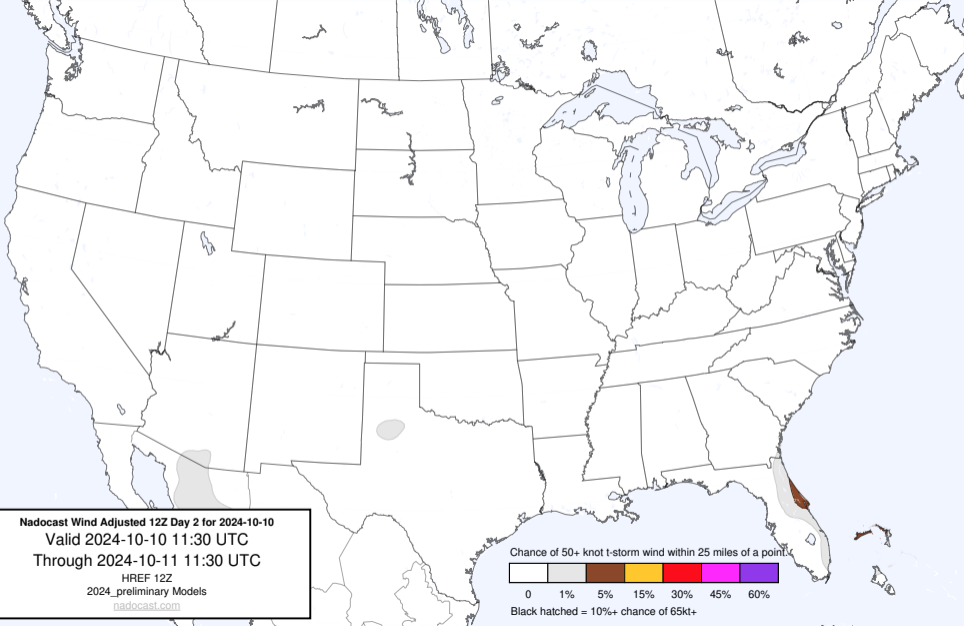 Nadocast Wind Adjusted 12Z Day 2 for 2024-10-10
Valid 2024-10-10 11:30 UTC
Through 2024-10-11 11:30 UTC
HREF 12Z
2024_preliminary Models
nadocast.com
Chance of 50+ knot t-storm wind within 25 miles of a point.
0 1% 5% 15% 30% 45% 60%
Black hatched = 10%+ chance of 65kt+